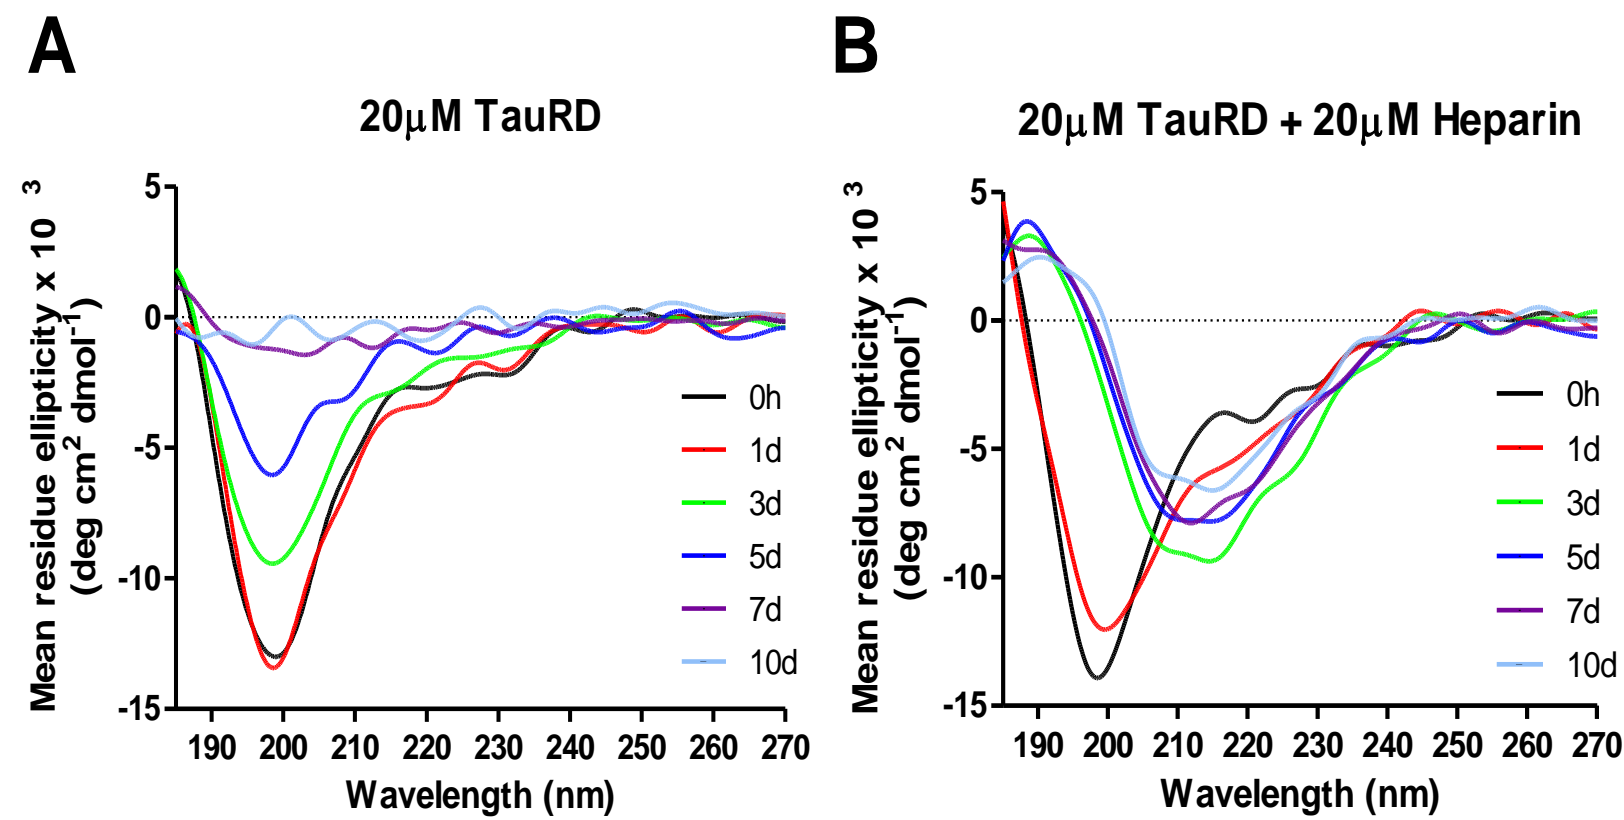 A
20μM TauRD
Mean residue ellipticity x 10 3
(deg cm2 dmol-1)
5
0
-5
-10
-15
190 200 210 220 230 240 250 260 270
Wavelength (nm)
0h
1d
3d
5d
7d
10d
B
20μM TauRD + 20μM Heparin
Mean residue ellipticity x 10 3
(deg cm2 dmol-1)
5
0
-5
-10
-15
190 200 210 220 230 240 250 260 270
Wavelength (nm)
0h
1d
3d
5d
7d
10d